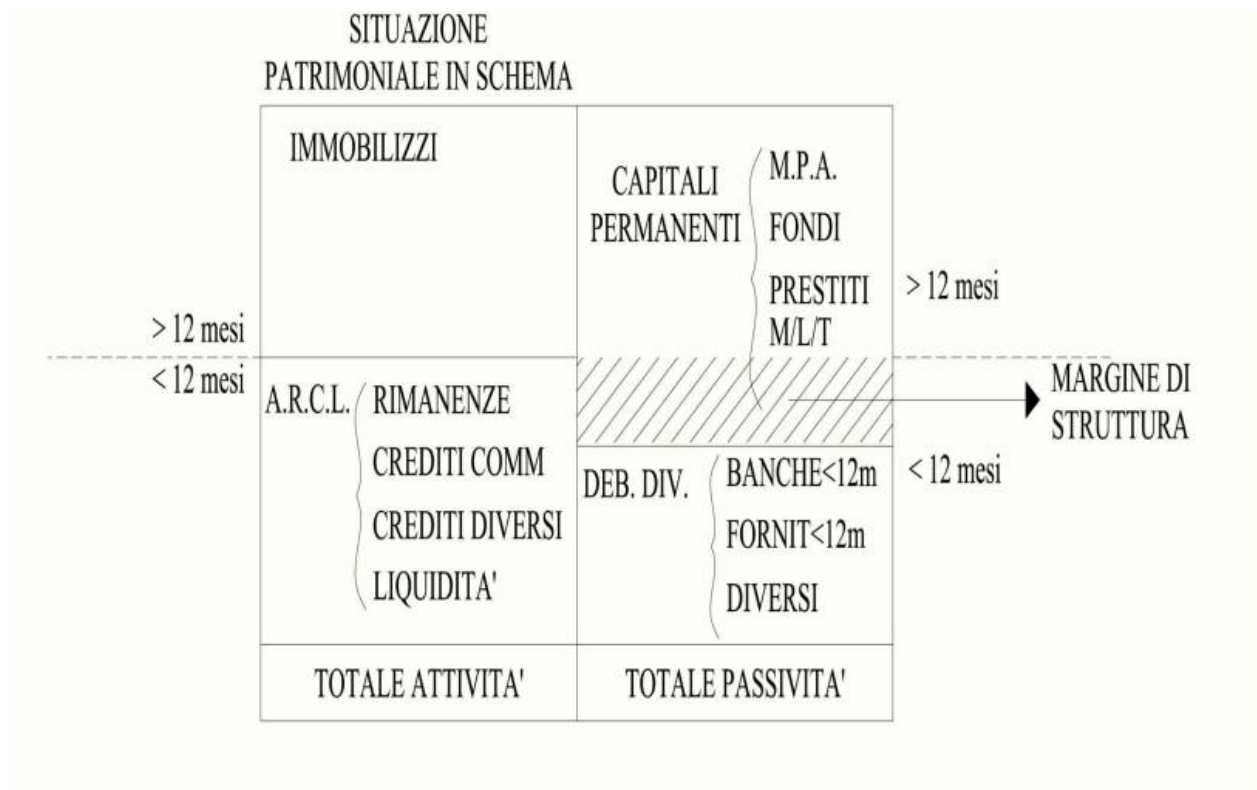 SITUAZIONE
PATRIMONIALE IN SCHEMA
IMMOBILIZZI
CAPITALI
PERMANENTI
M.P.A.
FONDI
PRESTITI
M/L/T
> 12 mesi
> 12 mesi
< 12 mesi
A.R.C.L.
RIMANENZE
CREDITI COMM
CREDITI DIVERSI
LIQUIDITA'
MARGINE DI
STRUTTURA
DEB. DIV.
BANCHE<12m
FORNIT<12m
DIVERSI
< 12 mesi
TOTALE ATTIVITA'
TOTALE PASSIVITA'